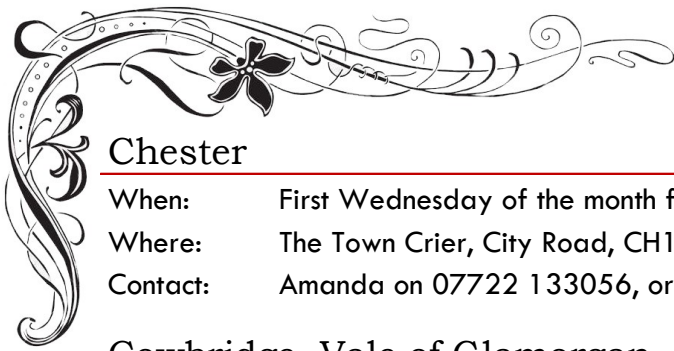 Chester
When: First Wednesday of the month
Where: The Town Crier, City Road, CH1
Contact: Amanda on 07722 133056, or
Cowbridge, Vale of Glamorgan